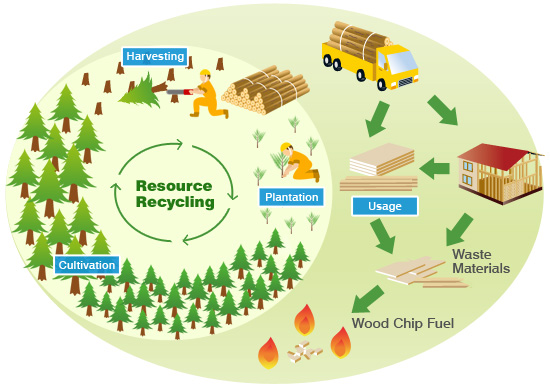 Harvesting
Resource
Recycling
Plantation
Cultivation
Usage
Waste
Materials
Wood Chip Fuel